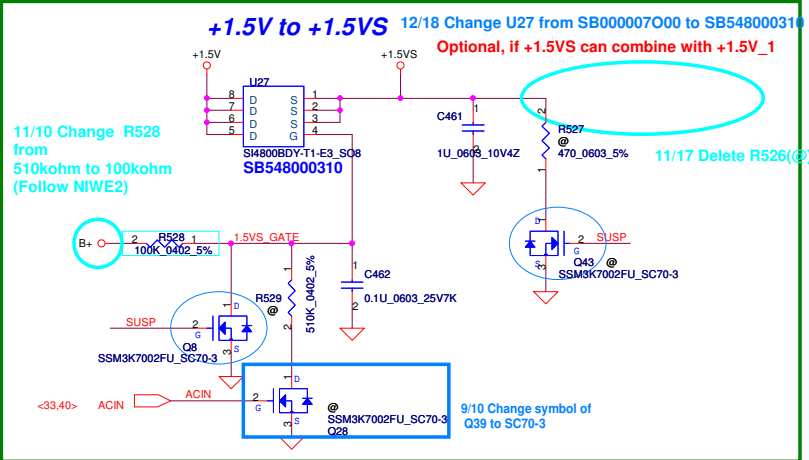 +1.5V to +1.5VS
12/18 Change U27 from SB000007O00 to SB548000310
Optional, if +1.5VS can combine with +1.5V_1
+1.5V
+1.5VS
U27
8 D S 1
7 D S 2
6 D S 3
5 D G 4
SI4800BDY-T1-E3_SO8
SB548000310
C461
1
2
1U_0603_10V4Z
2
R527
@
470_0603_5%
1
11/17 Delete R526(@)
11/10 Change R528
from
510kohm to 100kohm
(Follow NIWE2)
B+
2 R528 1
100K_0402_5%
1.5VS_GATE
D
1
2
G
S
3
SUSP
Q43
@
SSM3K7002FU_SC70-3
1
R529
@
2
510K_0402_5%
1
C462
0.1U_0603_25V7K
2
SUSP
2
G
1
D
S
3
Q8
SSM3K7002FU_SC70-3
<33,40>
ACIN
ACIN
2
G
1
D
S
3
@
SSM3K7002FU_SC70-3
Q28
9/10 Change symbol of
Q39 to SC70-3